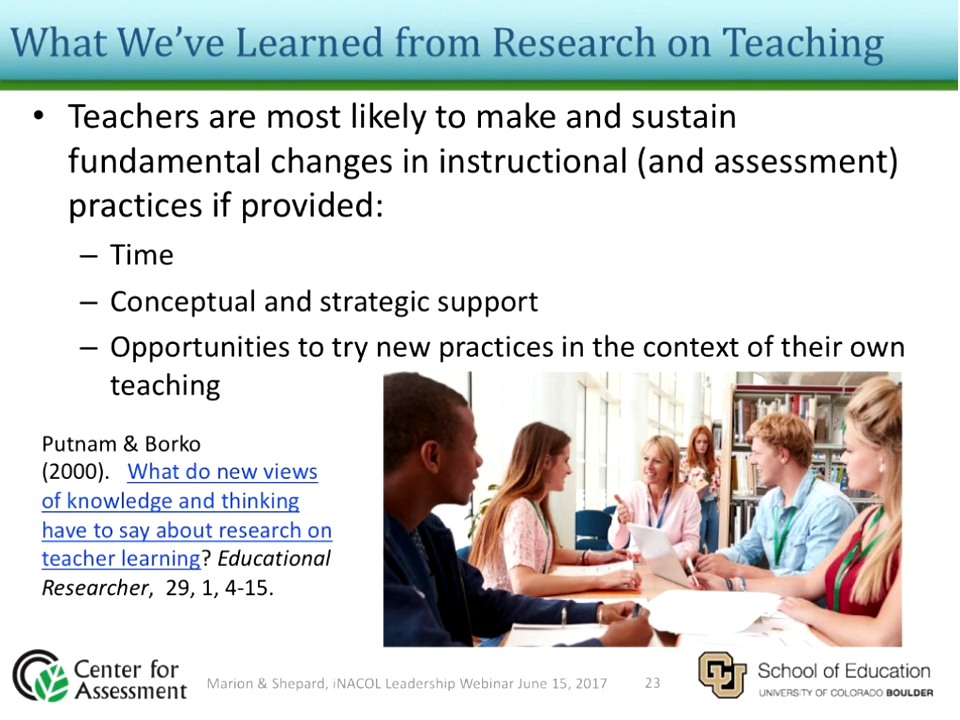 What We've Learned from Research on Teaching
• Teachers are most likely to make and sustain
fundamental changes in instructional (and assessment)
practices if provided:
– Time
– Conceptual and strategic support
– Opportunities to try new practices in the context of their own
teaching
Putnam & Borko
(2000). What do new views
of knowledge and thinking
have to say about research on
teacher learning? Educational
Researcher, 29, 1, 4-15.
Center for
Assessment
Marion & Shepard, iNACOL Leadership Webinar June 15, 2017
23
CU
School of Education
UNIVERSITY OF COLORADO BOULDER